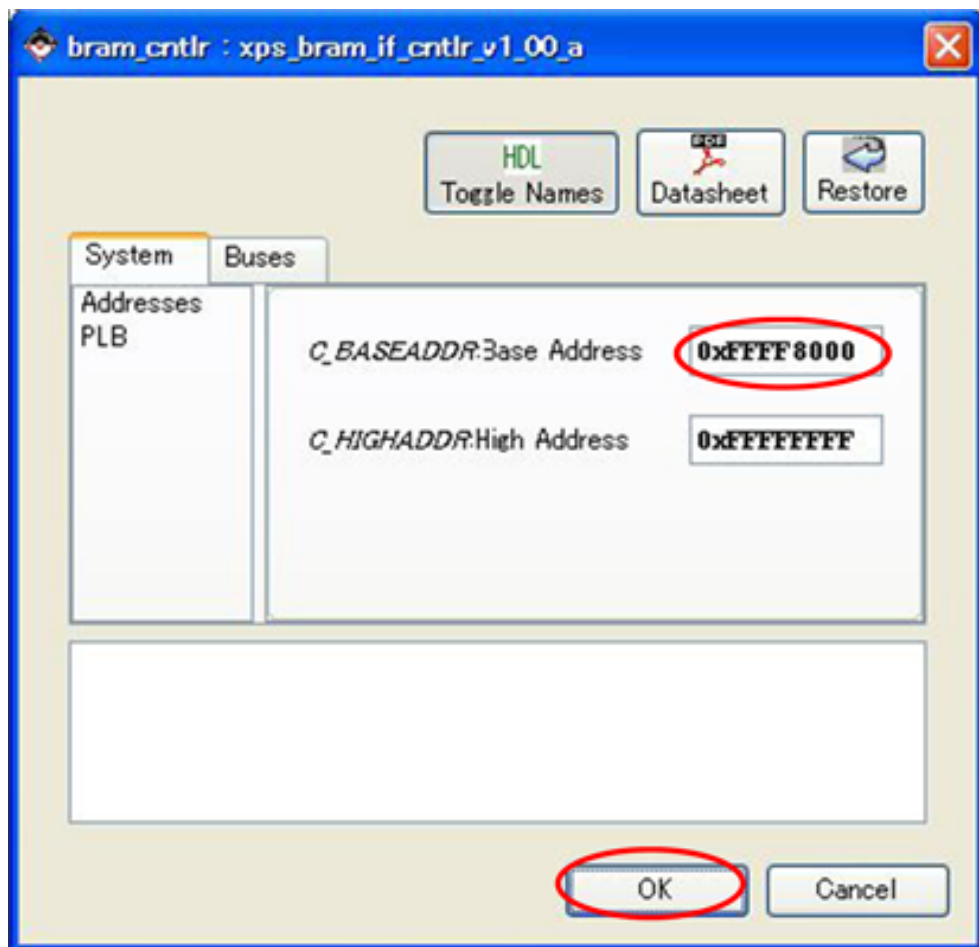 bram_cntlr : xps_bram_if_cntlr_v1_00_a
HDL
Toggle Names
PDF
Datasheet
Restore
System
Buses
Addresses
PLB
C_BASEADDR:Base Address
0xFFFF8000
C_HIGHADDR:High Address
0xFFFFFFFF
OK
Cancel